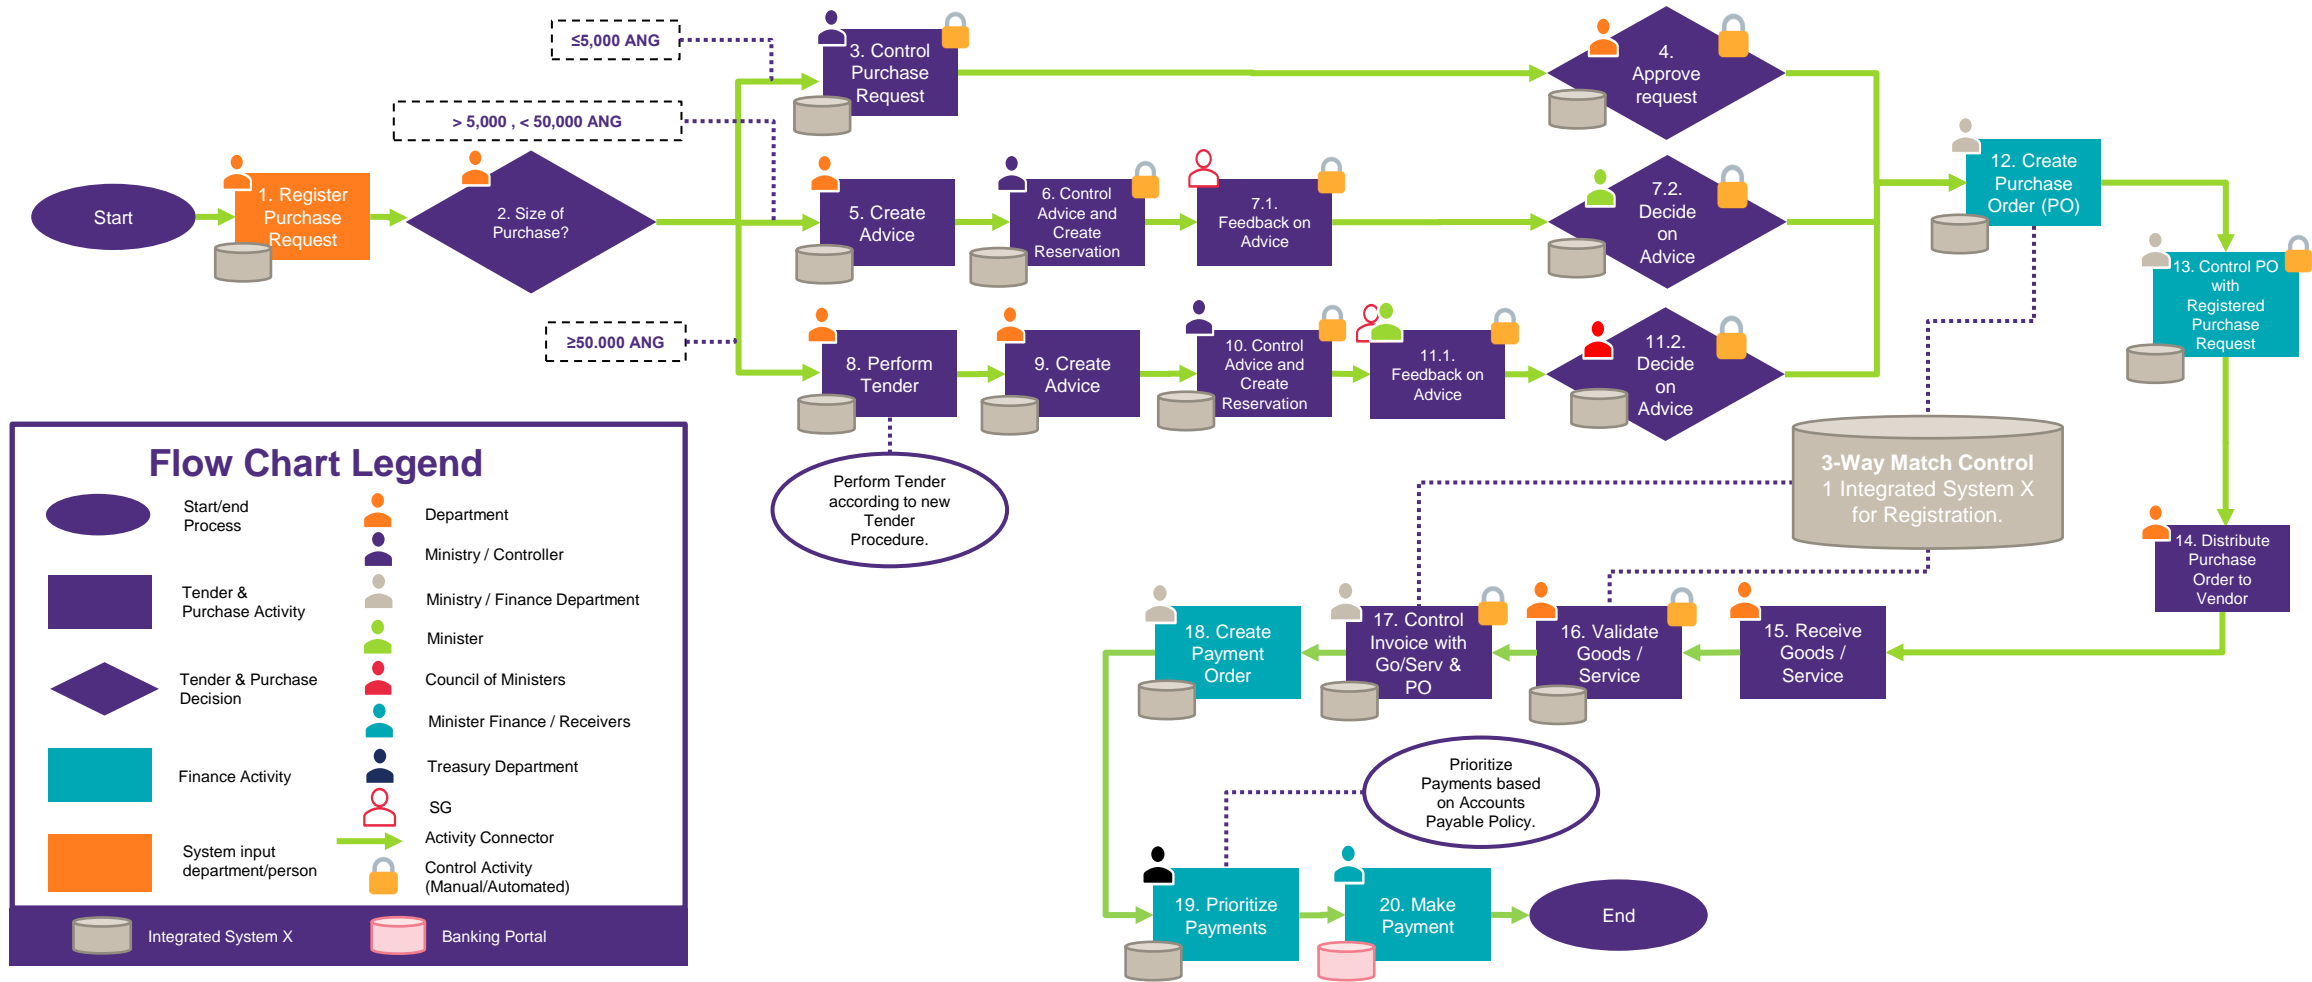 ≤5,000 ANG
> 5,000 , < 50,000 ANG
≥50.000 ANG
Start
1. Register
Purchase
Request
2. Size of
Purchase?
3. Control
Purchase
Request
4.
Approve
request
5. Create
Advice
6. Control
Advice and
Create
Reservation
7.1.
Feedback on
Advice
7.2.
Decide
on
Advice
8. Perform
Tender
9. Create
Advice
10. Control
Advice and
Create
Reservation
11.1.
Feedback on
Advice
11.2.
Decide
on
Advice
12. Create
Purchase
Order (PO)
13. Control PO
with
Registered
Purchase
Request
Perform Tender
according to new
Tender
Procedure.
3-Way Match Control
1 Integrated System X
for Registration.
14. Distribute
Purchase
Order to
Vendor
15. Receive
Goods /
Service
16. Validate
Goods /
Service
17. Control
Invoice with
Go/Serv &
PO
18. Create
Payment
Order
Prioritize
Payments based
on Accounts
Payable Policy.
19. Prioritize
Payments
20. Make
Payment
End
Flow Chart Legend
Start/end
Process
Tender &
Purchase Activity
Tender & Purchase
Decision
Finance Activity
System input
department/person
Department
Ministry / Controller
Ministry / Finance Department
Minister
Council of Ministers
Minister Finance / Receivers
Treasury Department
SG
Activity Connector
Control Activity
(Manual/Automated)
Integrated System X
Banking Portal